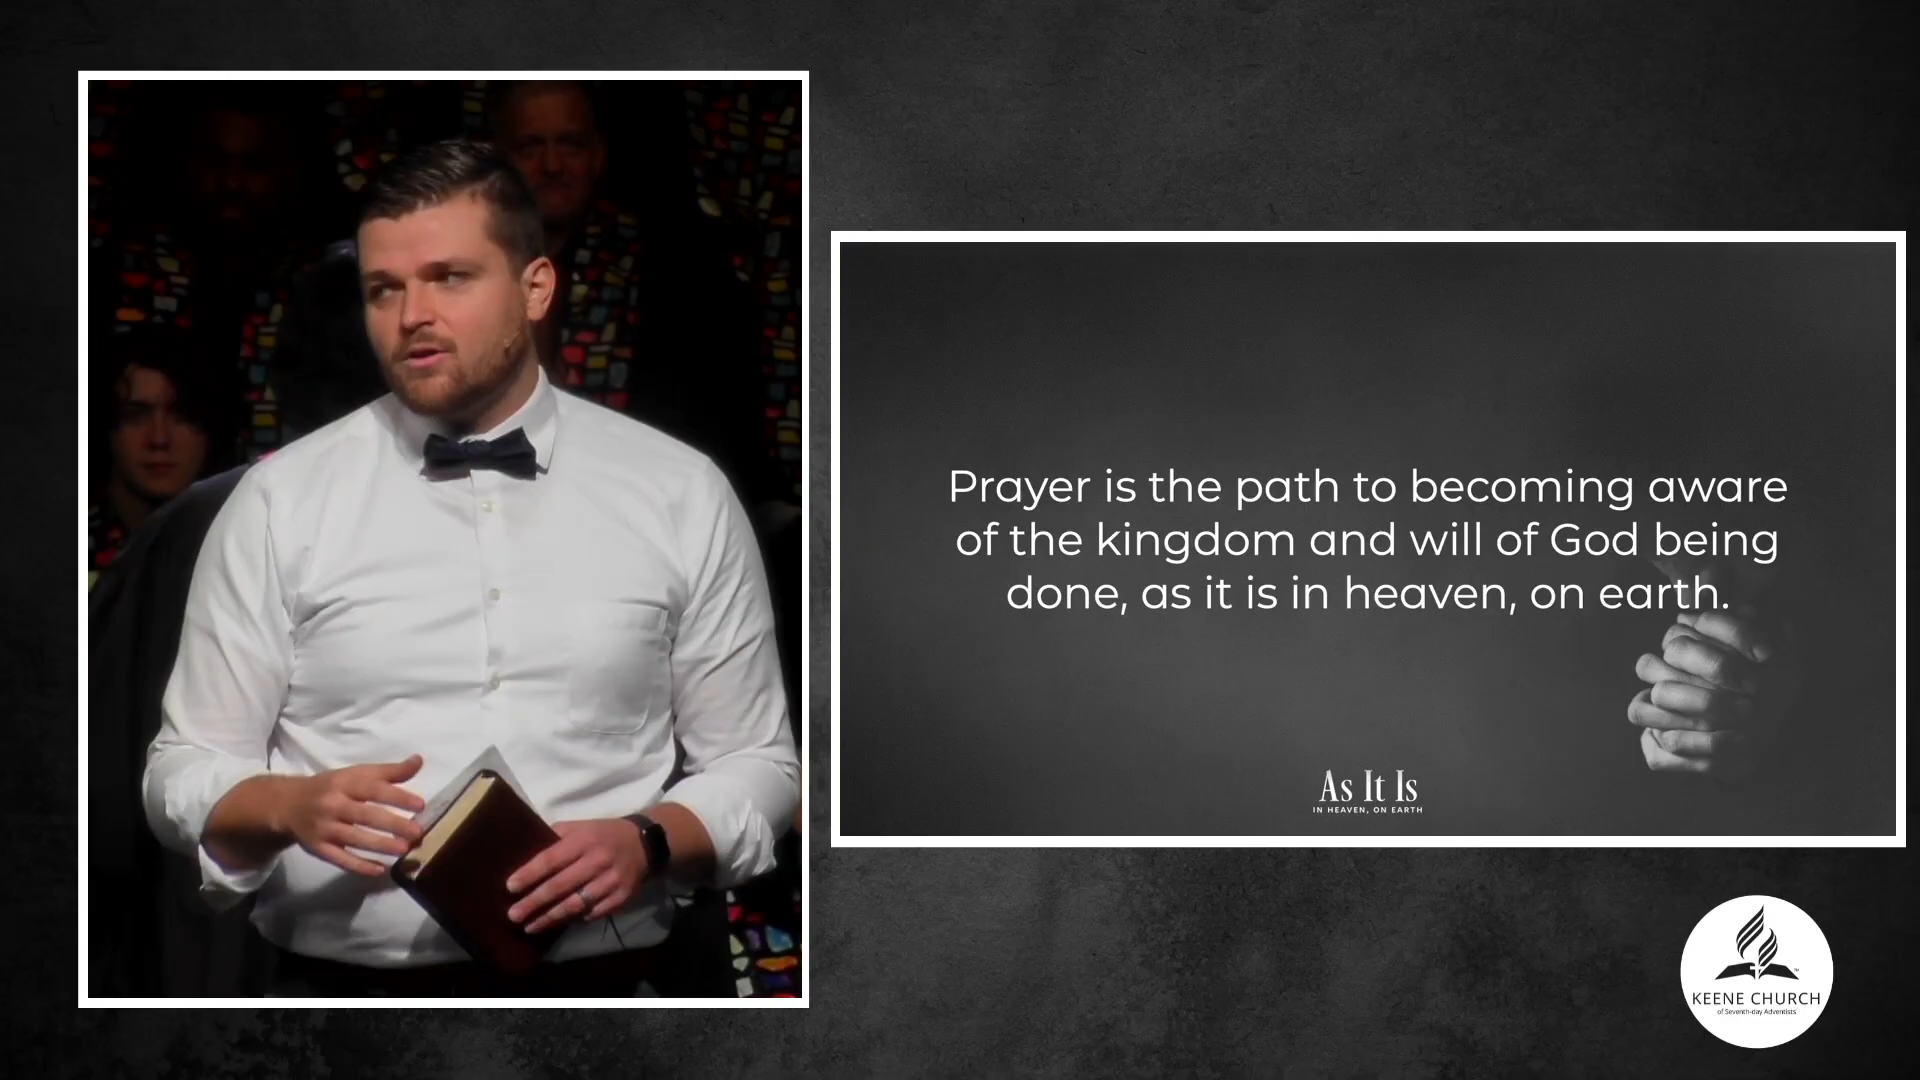 Prayer is the path to becoming aware
of the kingdom and will of God being
done, as it is in heaven, on earth.
As It Is
IN HEAVEN, ON EARTH
KEENE CHURCH
of Seventh-day Adventists